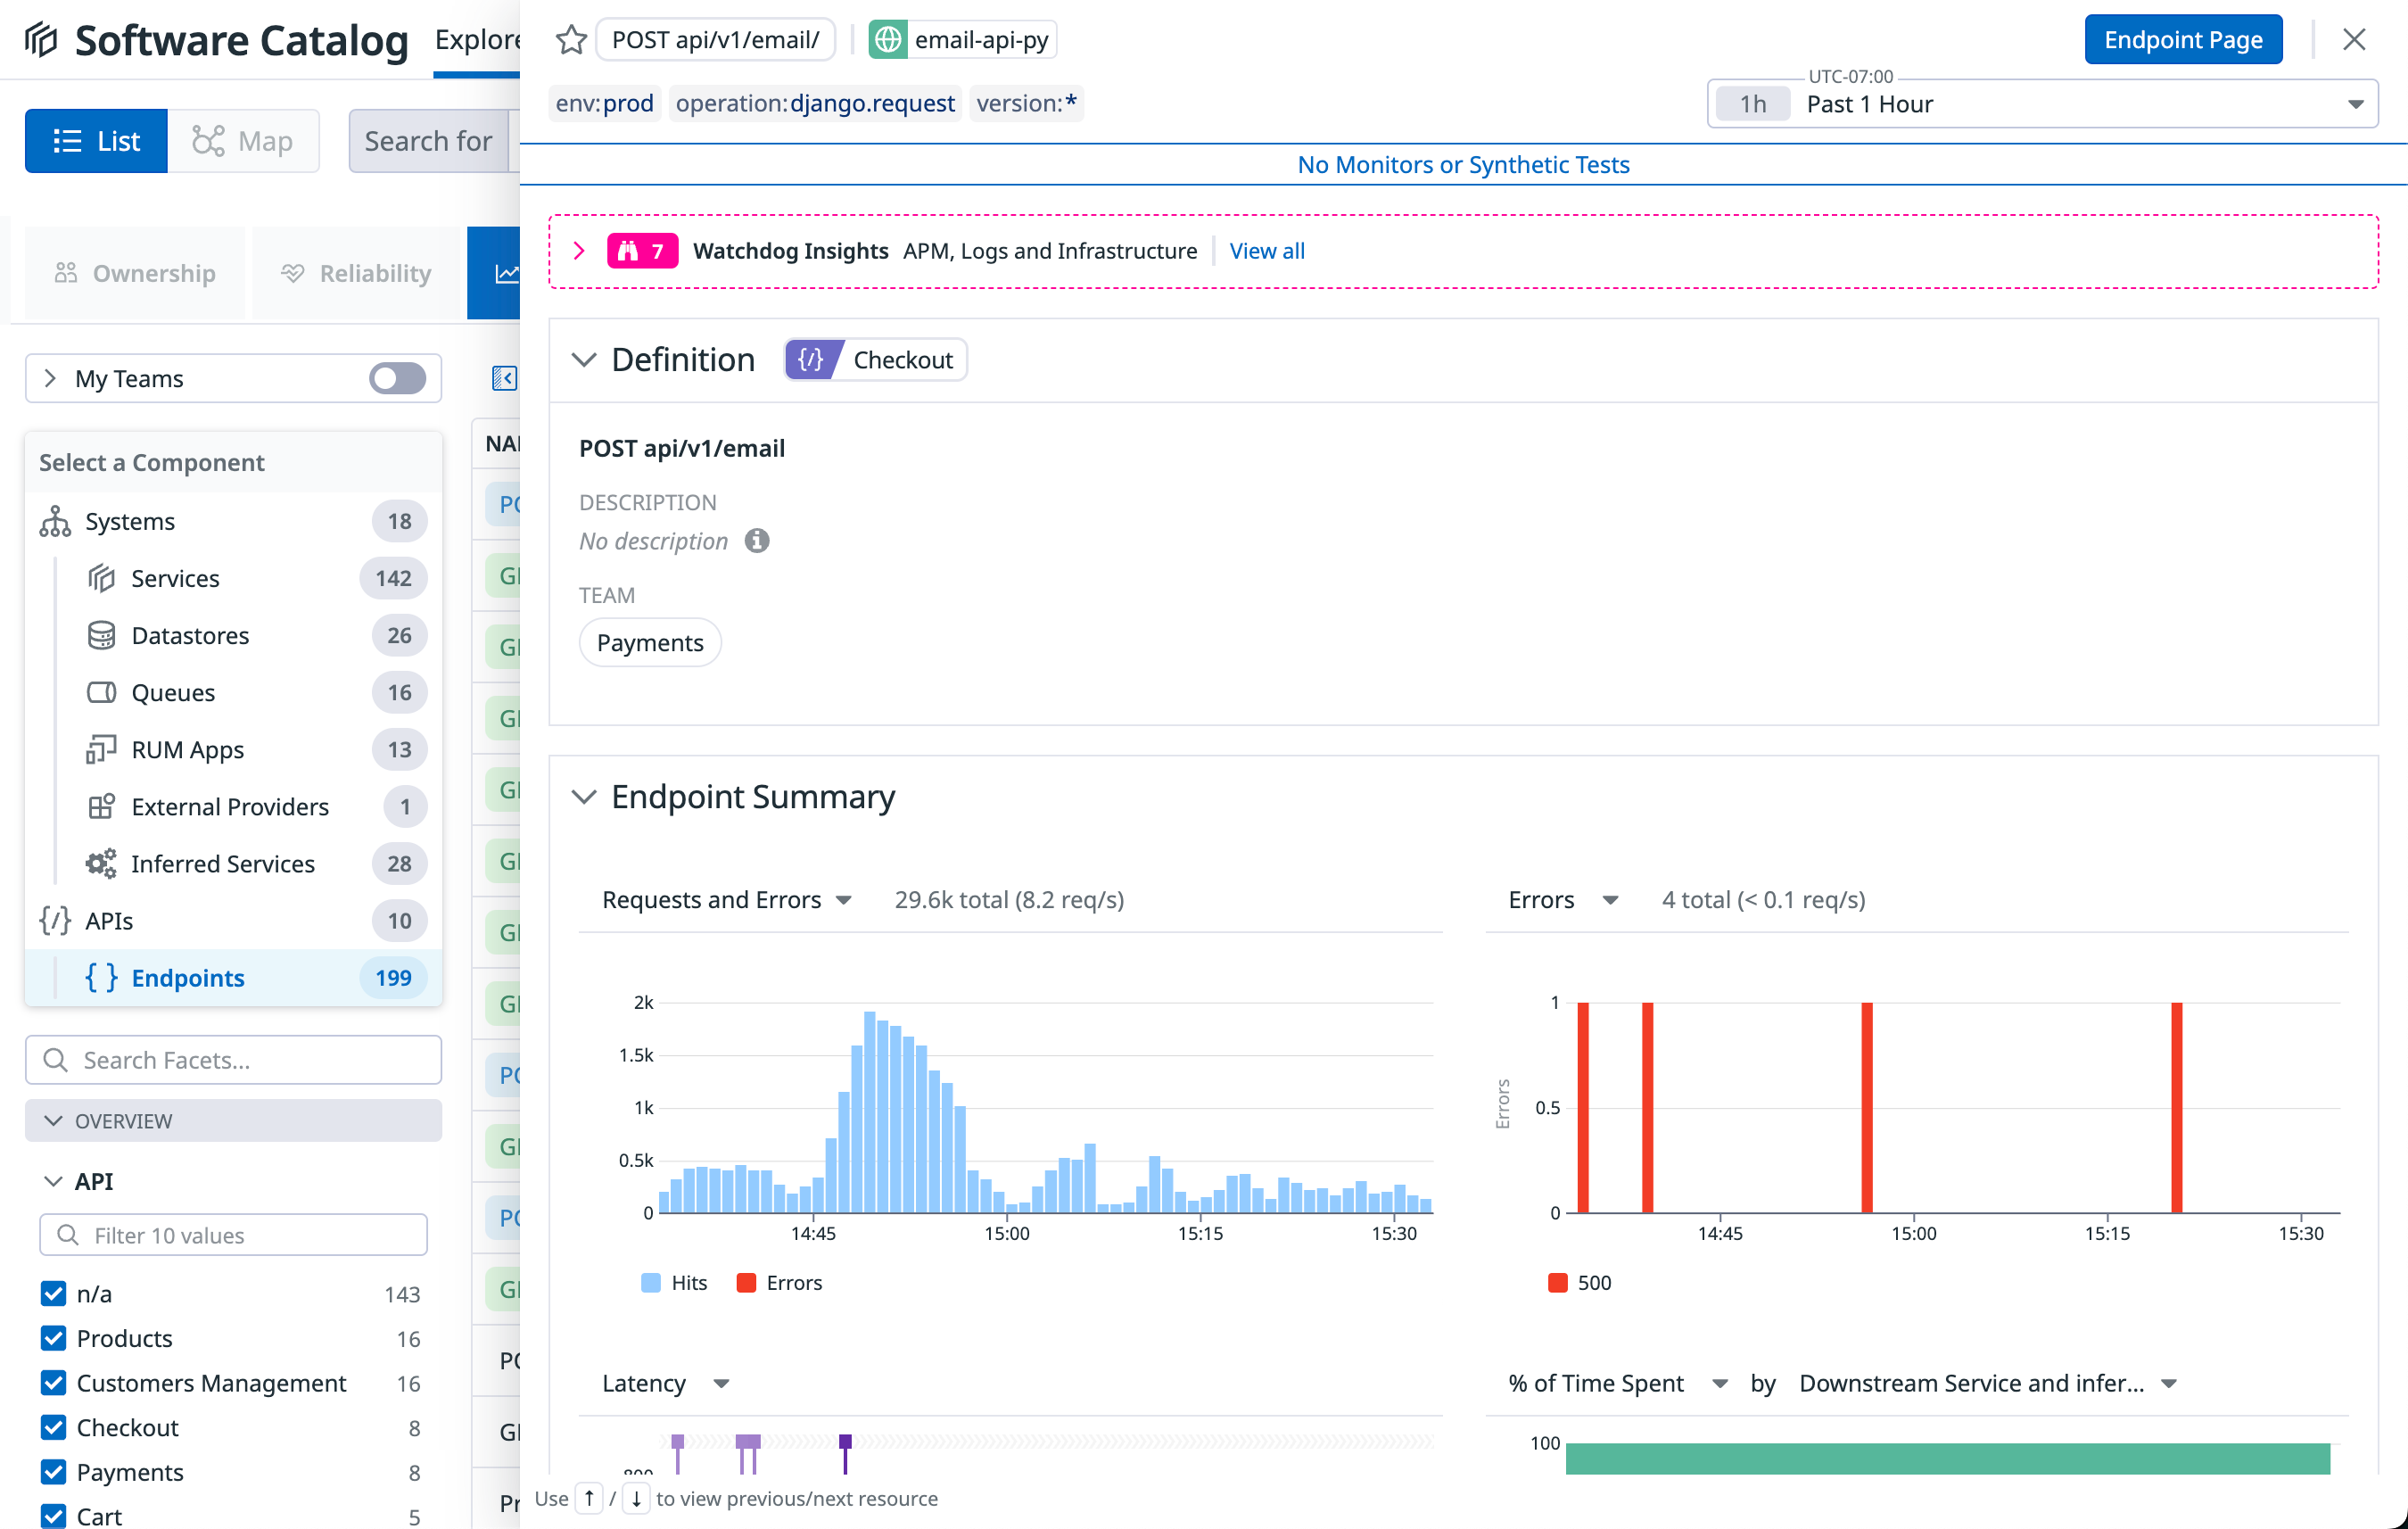 Software Catalog
Explore
List
Map
Search for
Ownership
Reliability
My Teams
Select a Component
Systems 18
Services 142
Datastores 26
Queues 16
RUM Apps 13
External Providers 1
Inferred Services 28
APIs 10
Endpoints 199
Search Facets...
OVERVIEW
API
Filter 10 values
n/a 143
Products 16
Customers Management 16
Checkout 8
Payments 8
Cart 5
POST api/v1/email/
email-api-py
Endpoint Page
env:prod operation:django.request version:*
UTC-07:00
1h Past 1 Hour
No Monitors or Synthetic Tests
7 Watchdog Insights APM, Logs and Infrastructure View all
Definition
{/} Checkout
POST api/v1/email
DESCRIPTION
No description
TEAM
Payments
Endpoint Summary
Requests and Errors 29.6k total (8.2 req/s)
2k
1.5k
1k
0.5k
0
14:45 15:00 15:15 15:30
Hits Errors
Errors 4 total (< 0.1 req/s)
Errors
1
0.5
0
14:45 15:00 15:15 15:30
500
Latency
% of Time Spent by Downstream Service and infer...
100
Use ↑ / ↓ to view previous/next resource